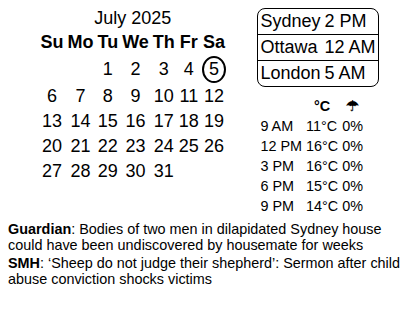 July 2025
Su Mo Tu We Th Fr Sa
1 2 3 4 5
6 7 8 9 10 11 12
13 14 15 16 17 18 19
20 21 22 23 24 25 26
27 28 29 30 31
Sydney 2 PM
Ottawa 12 AM
London 5 AM
°C ☂
9 AM 11°C 0%
12 PM 16°C 0%
3 PM 16°C 0%
6 PM 15°C 0%
9 PM 14°C 0%
Guardian: Bodies of two men in dilapidated Sydney house
could have been undiscovered by housemate for weeks
SMH: ‘Sheep do not judge their shepherd’: Sermon after child
abuse conviction shocks victims